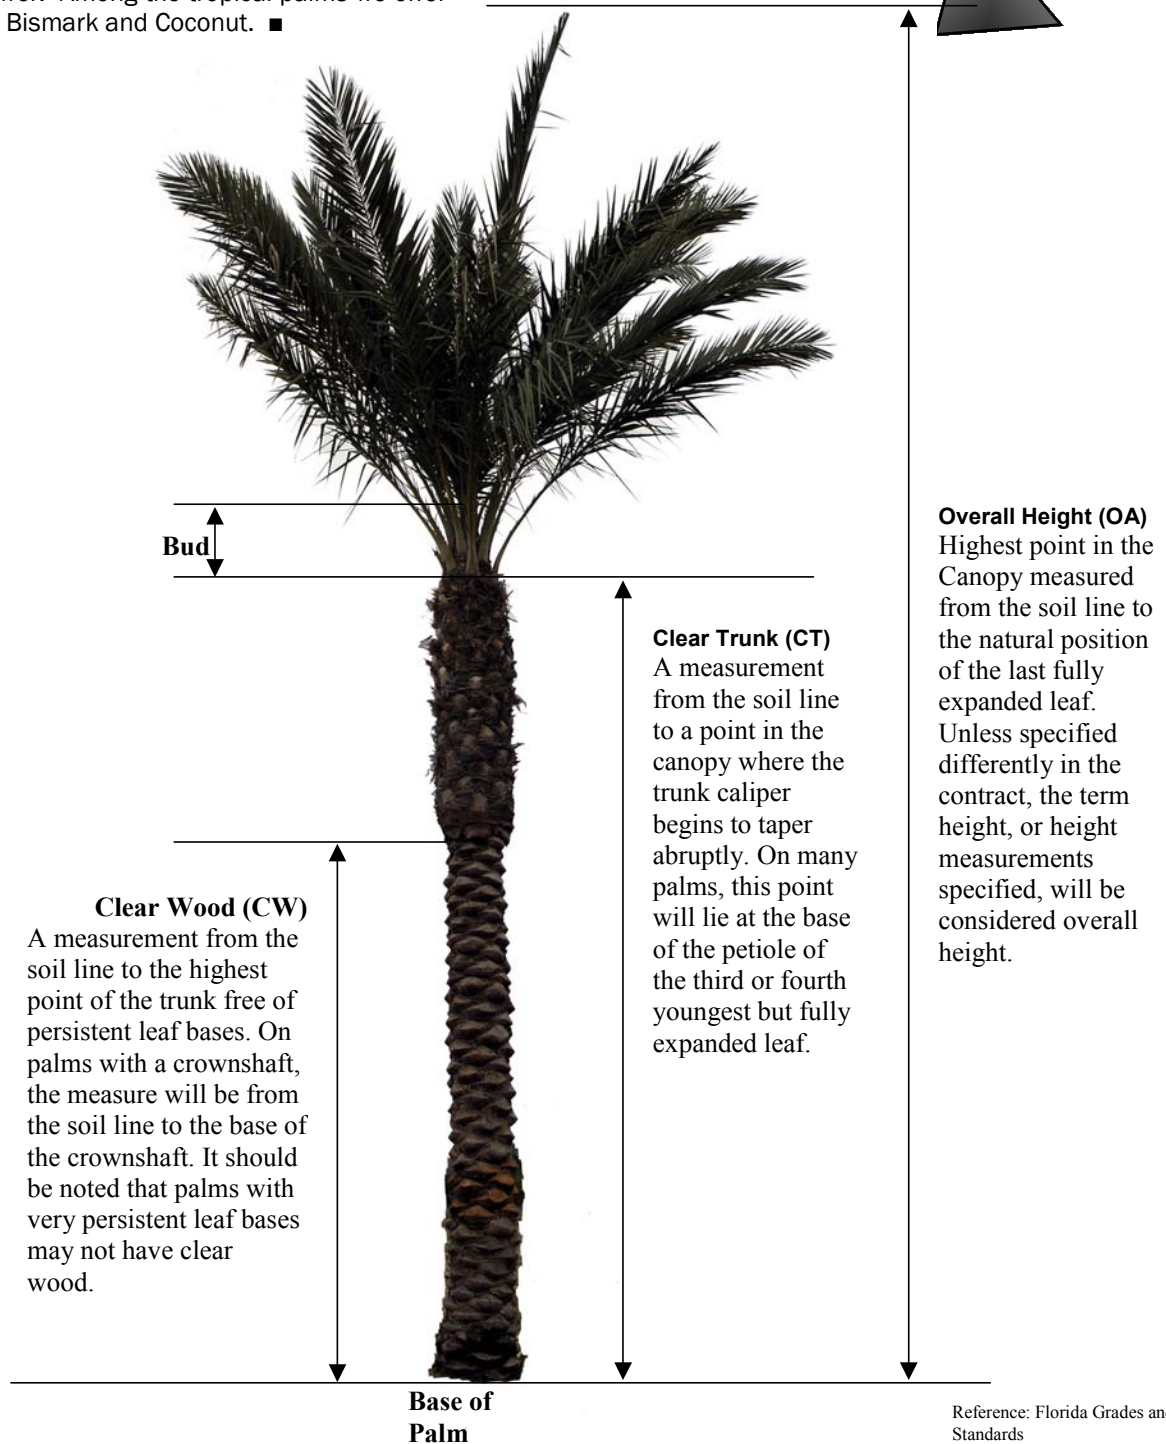 Among the tropical palms we offer
Bismark and Coconut. ■
Bud
Overall Height (OA)
Highest point in the
Canopy measured
from the soil line to
the natural position
of the last fully
expanded leaf.
Unless specified
differently in the
contract, the term
height, or height
measurements
specified, will be
considered overall
height.
Clear Trunk (CT)
A measurement
from the soil line
to a point in the
canopy where the
trunk caliper
begins to taper
abruptly. On many
palms, this point
will lie at the base
of the petiole of
the third or fourth
youngest but fully
expanded leaf.
Clear Wood (CW)
A measurement from the
soil line to the highest
point of the trunk free of
persistent leaf bases. On
palms with a crownshaft,
the measure will be from
the soil line to the base of
the crownshaft. It should
be noted that palms with
very persistent leaf bases
may not have clear
wood.
Base of
Palm
Reference: Florida Grades an
Standards